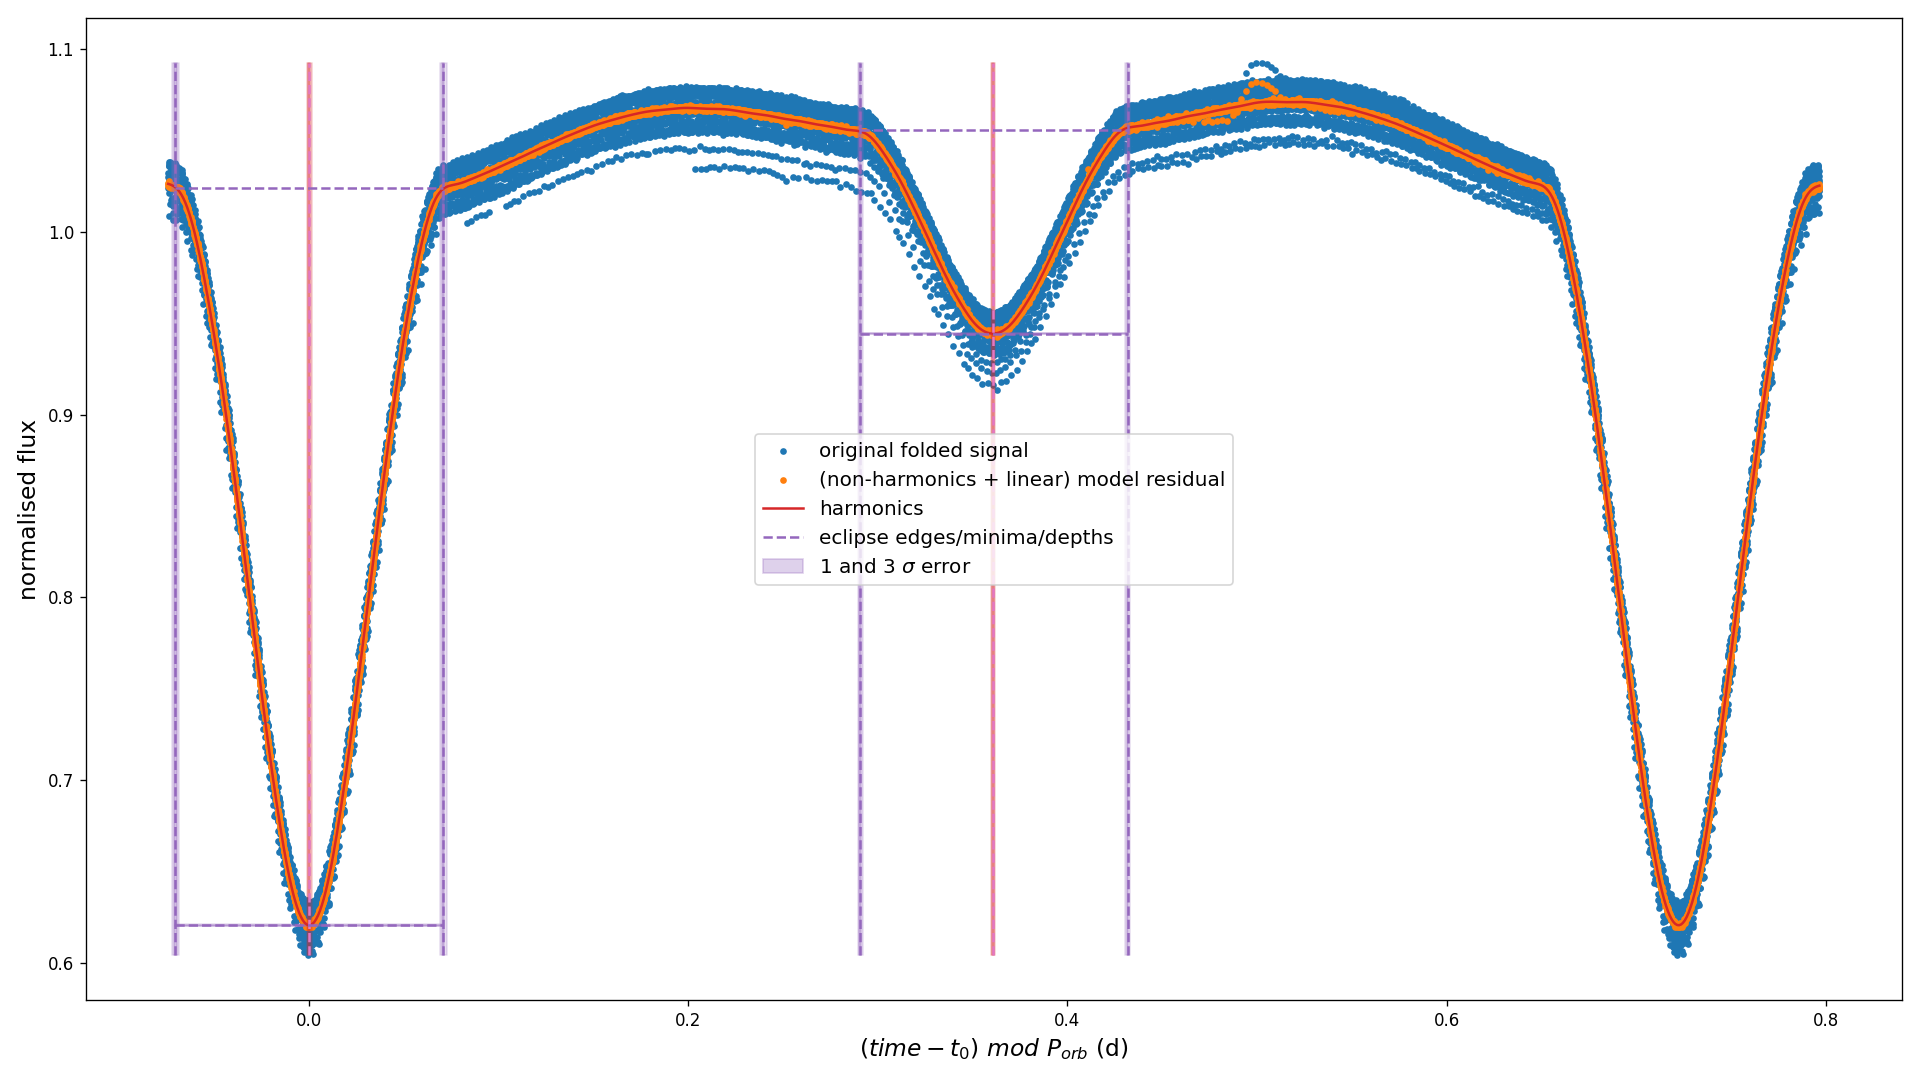 1.1
1.0
0.9
0.8
0.7
0.6
normalised flux
original folded signal
(non-harmonics + linear) model residual
harmonics
eclipse edges/minima/depths
1 and 3 σ error
0.0 0.2 0.4 0.6 0.8
(time − t₀) mod Pₒᵣb (d)